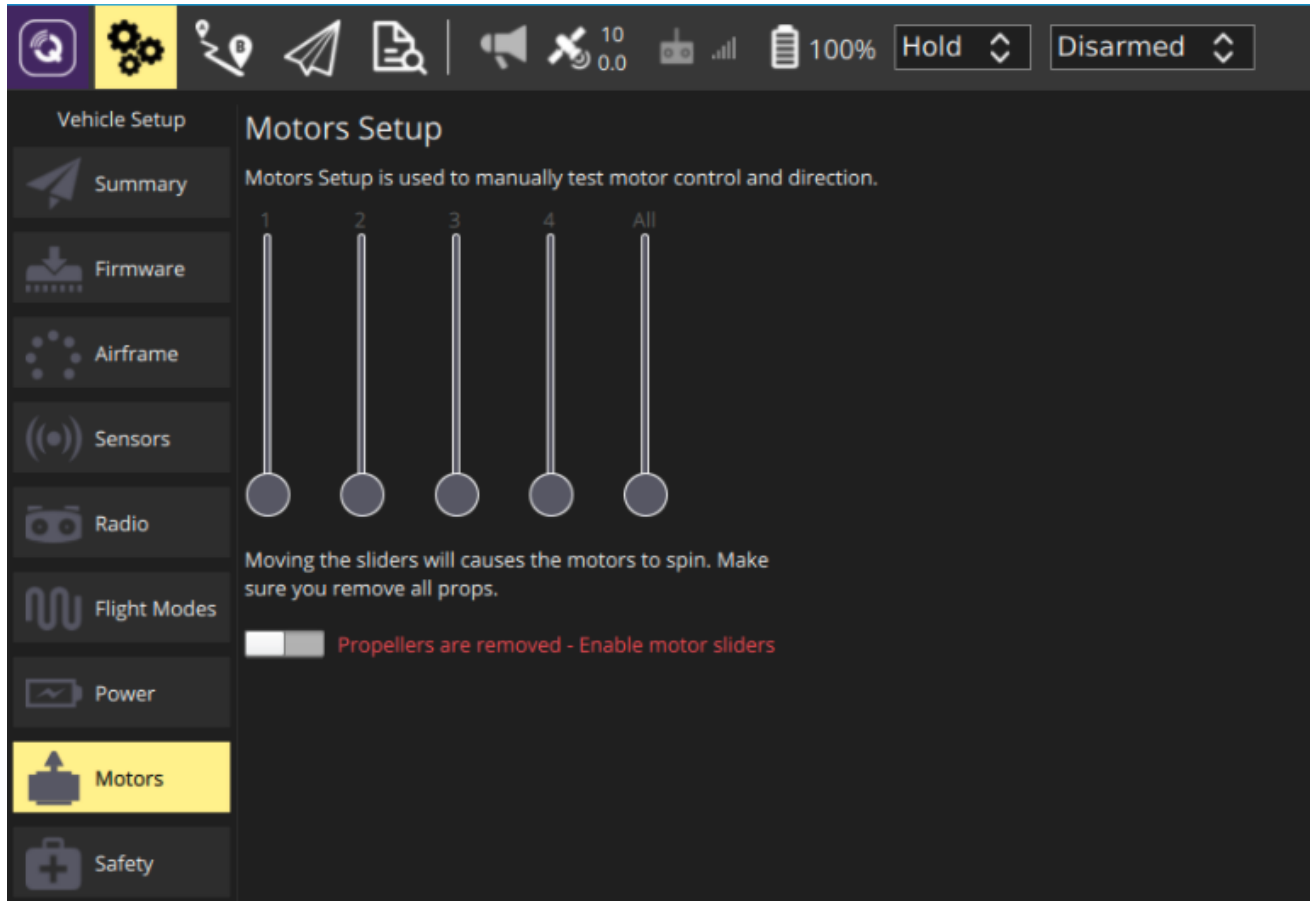 10
0.0
100%
Hold
Disarmed
Vehicle Setup
Summary
Firmware
Airframe
Sensors
Radio
Flight Modes
Power
Motors
Safety
Motors Setup
Motors Setup is used to manually test motor control and direction.
1 2 3 4 All
Moving the sliders will causes the motors to spin. Make
sure you remove all props.
Propellers are removed - Enable motor sliders